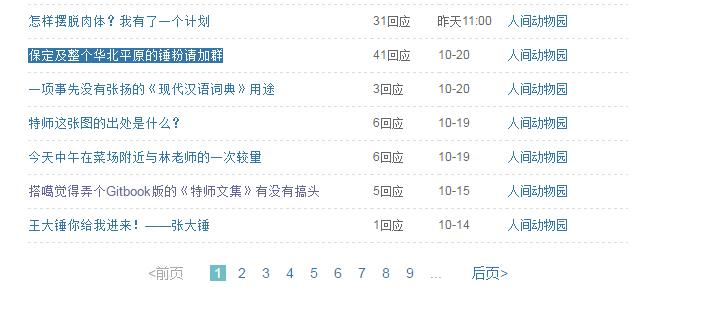 怎样摆脱肉体？我有了一个计划 31回应 昨天11:00 人间动物园
保定及整个华北平原的锤粉请加群 41回应 10-20 人间动物园
一项事先没有张扬的《现代汉语词典》用途 3回应 10-20 人间动物园
特师这张图的出处是什么？ 6回应 10-19 人间动物园
今天中午在菜场附近与林老师的一次较量 6回应 10-19 人间动物园
搭嘎觉得弄个Gitbook版的《特师文集》有没有搞头 5回应 10-15 人间动物园
王大锤你给我进来！——张大锤 1回应 10-14 人间动物园
<前页 1 2 3 4 5 6 7 8 9 ... 后页>